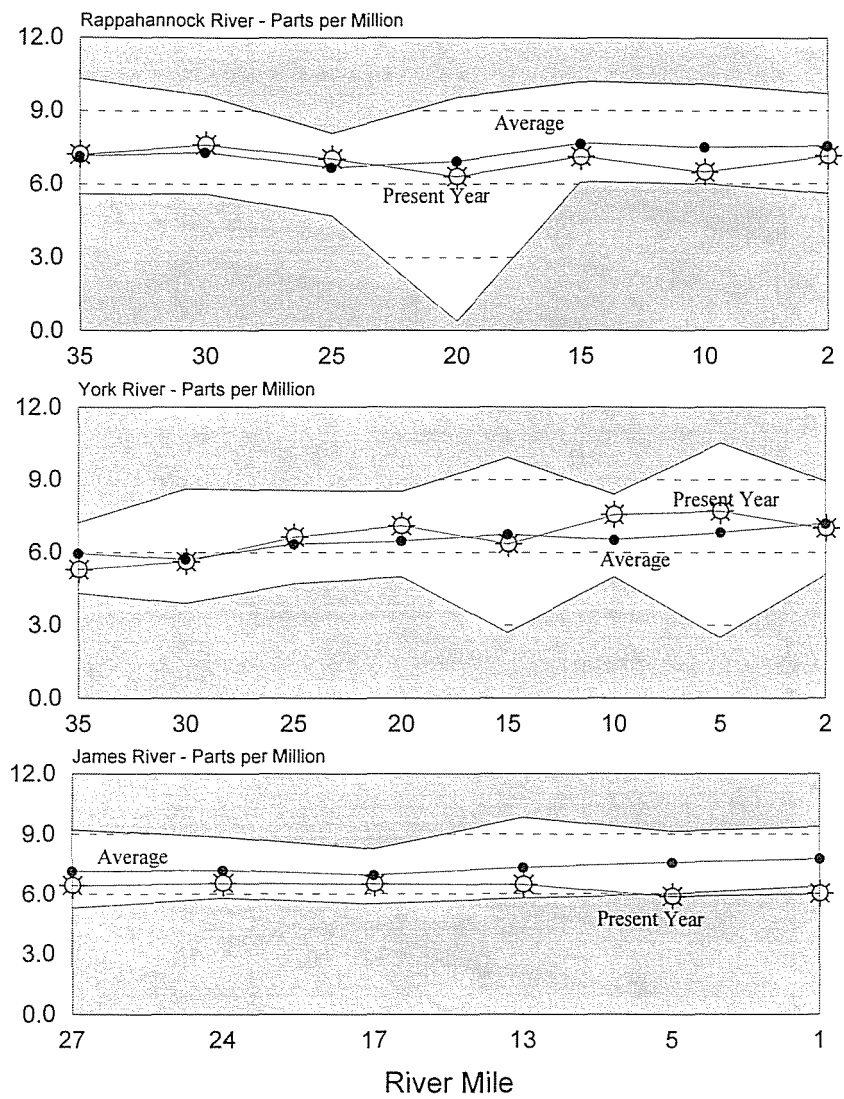 Rappahannock River - Parts per Million
12.0
9.0
Average
6.0
Present Year
3.0
0.0
35 30 25 20 15 10 2
York River - Parts per Million
12.0
9.0
Present Year
6.0
Average
3.0
0.0
35 30 25 20 15 10 5 2
James River - Parts per Million
12.0
9.0
Average
6.0
Present Year
3.0
0.0
27 24 17 13 5 1
River Mile